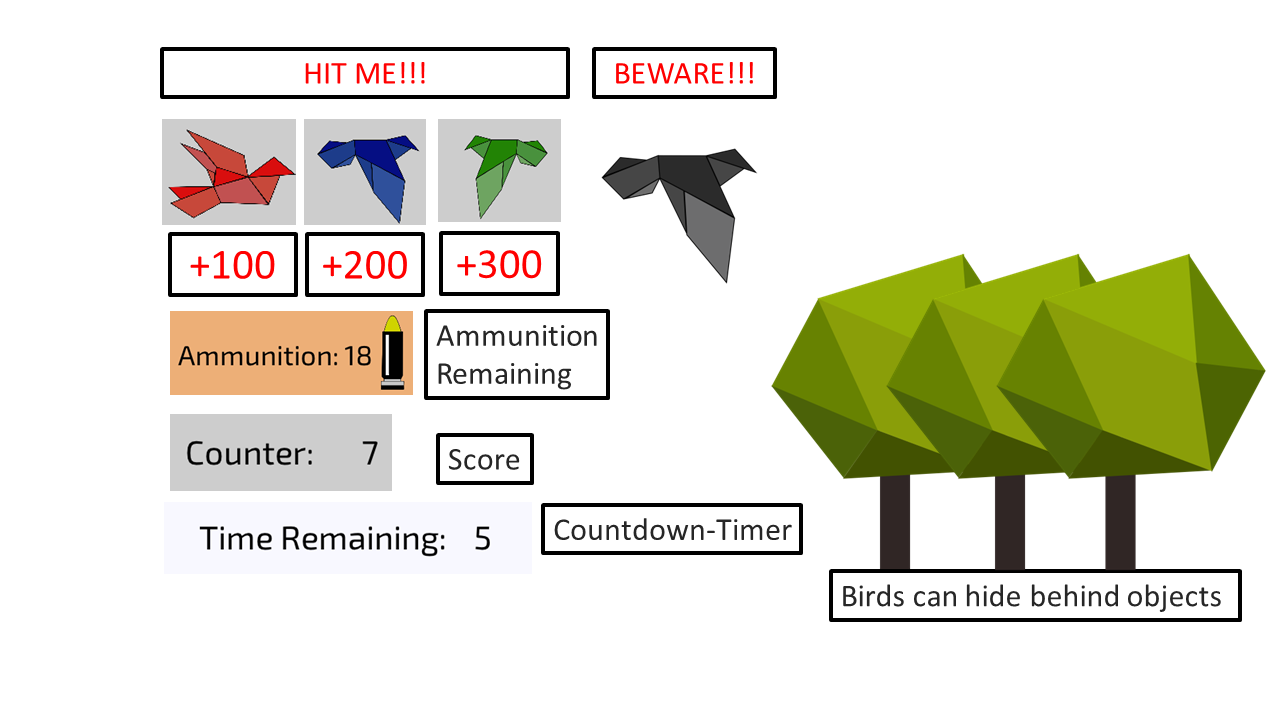 HIT ME!!!
BEWARE!!!
+100
+200
+300
Ammunition: 18
Ammunition
Remaining
Counter: 7
Score
Time Remaining: 5
Countdown-Timer
Birds can hide behind objects